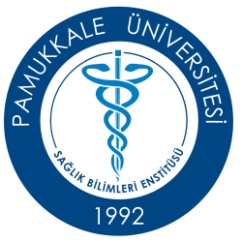 PAMUKKALE ÜNİVERSİTESİ
SAĞLIK BİLİMLERİ ENSTİTÜSÜ
1992